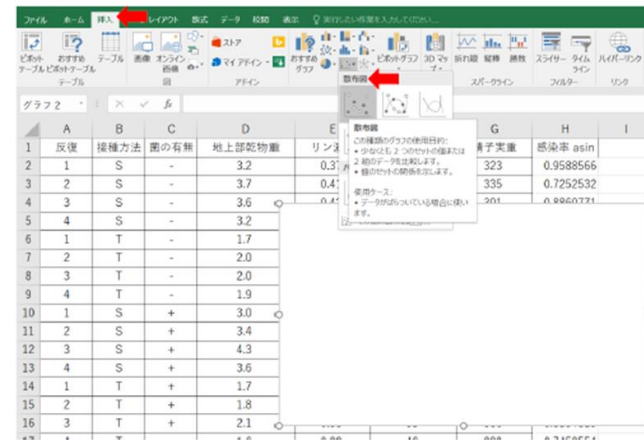 ファイル ホーム 挿入 レイアウト 数式 データ 校閲 表示 実行したい作業を入力してください...
ピボット テーブル おすすめ ピボットテーブル テーブル 画像 オンライン 画像 ストア マイ アドイン おすすめ グラフ ピボットグラフ 3D マップ 折れ線 縦棒 勝敗 スライサー タイム ライン ハイパーリンク
テーブル 図 アドイン スパークライン フィルター リンク
散布図
グラフ 2 fx
A B C D E G H I
1 反復 接種方法 菌の有無 地上部乾物重 リン 子実重 感染率 asin
散布図
この種類のグラフの使用目的:
• 少なくとも 2 つのセットの値または
2 組のデータを比較します。
• 値のセットの関係を示します。
使用ケース:
• データがばらついている場合に使い
ます。
2 1 S - 3.2 323 0.9588566
3 2 S - 3.7 335 0.7252532
4 3 S - 3.6
5 4 S - 3.2
6 1 T - 1.7
7 2 T - 2.0
8 3 T - 2.0
9 4 T - 1.9
10 1 S + 3.0
11 2 S + 3.4
12 3 S + 4.3
13 4 S + 3.6
14 1 T + 1.7
15 2 T + 1.8
16 3 T + 2.1